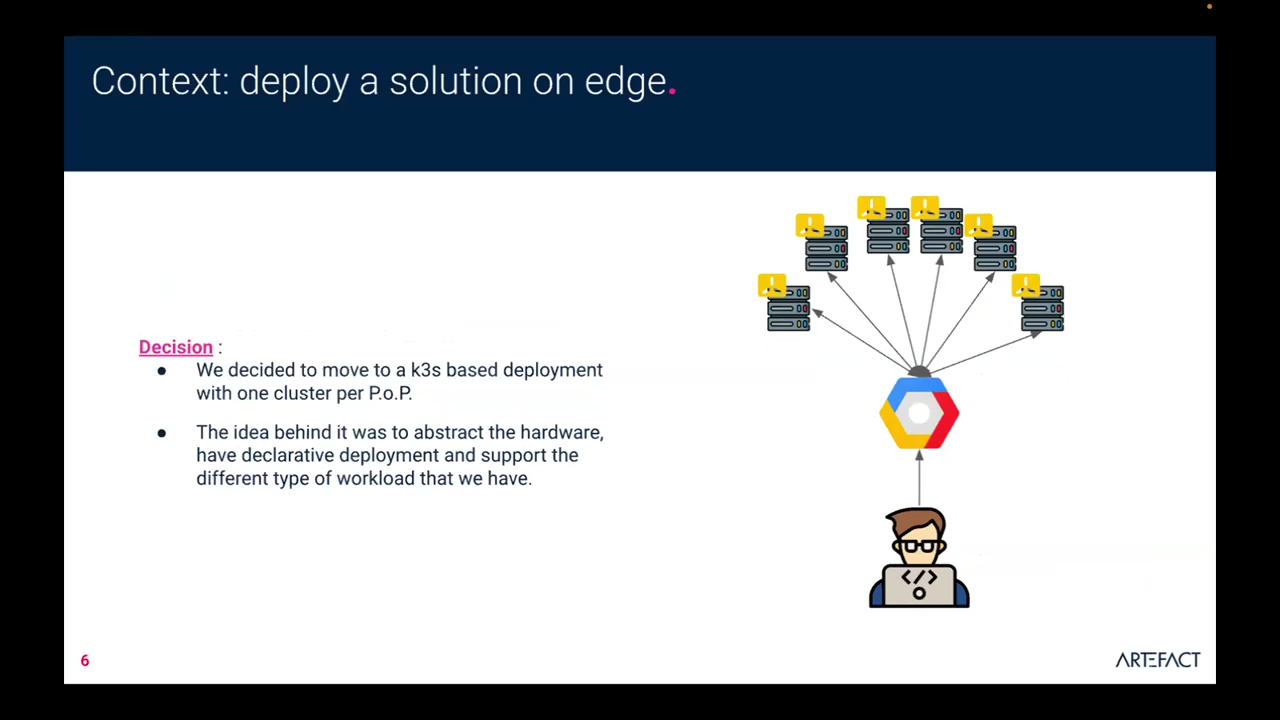 Context: deploy a solution on edge.
Decision :
● We decided to move to a k3s based deployment
with one cluster per P.o.P.
● The idea behind it was to abstract the hardware,
have declarative deployment and support the
different type of workload that we have.
</>
6
ARTEFACT